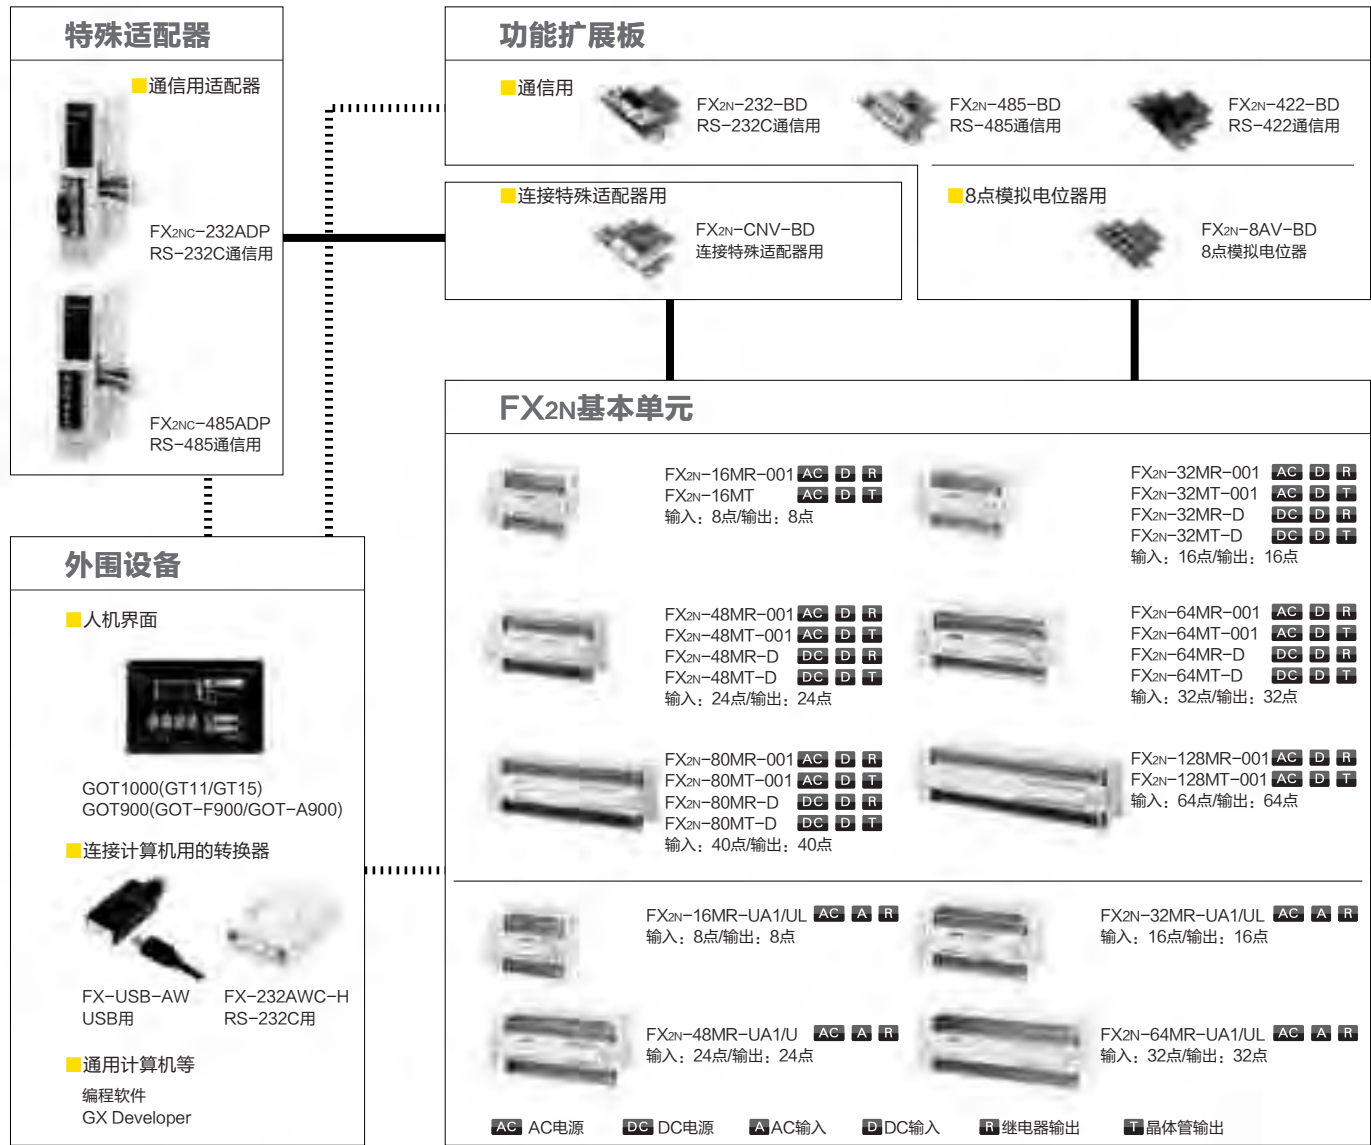 特殊适配器
■通信用适配器
FX2NC-232ADP
RS-232C通信用
FX2NC-485ADP
RS-485通信用
功能扩展板
■通信用
FX2N-232-BD
RS-232C通信用
FX2N-485-BD
RS-485通信用
FX2N-422-BD
RS-422通信用
■连接特殊适配器用
FX2N-CNV-BD
连接特殊适配器用
■8点模拟电位器用
FX2N-8AV-BD
8点模拟电位器
外围设备
■人机界面
GOT1000(GT11/GT15)
GOT900(GOT-F900/GOT-A900)
■连接计算机用的转换器
FX-USB-AW
USB用
FX-232AWC-H
RS-232C用
■通用计算机等
编程软件
GX Developer
FX2N基本单元
FX2N-16MR-001 AC D R
FX2N-16MT AC D T
输入：8点/输出：8点
FX2N-32MR-001 AC D R
FX2N-32MT-001 AC D T
FX2N-32MR-D DC D R
FX2N-32MT-D DC D T
输入：16点/输出：16点
FX2N-48MR-001 AC D R
FX2N-48MT-001 AC D T
FX2N-48MR-D DC D R
FX2N-48MT-D DC D T
输入：24点/输出：24点
FX2N-64MR-001 AC D R
FX2N-64MT-001 AC D T
FX2N-64MR-D DC D R
FX2N-64MT-D DC D T
输入：32点/输出：32点
FX2N-80MR-001 AC D R
FX2N-80MT-001 AC D T
FX2N-80MR-D DC D R
FX2N-80MT-D DC D T
输入：40点/输出：40点
FX2N-128MR-001 AC D R
FX2N-128MT-001 AC D T
输入：64点/输出：64点
FX2N-16MR-UA1/UL AC A R
输入：8点/输出：8点
FX2N-32MR-UA1/UL AC A R
输入：16点/输出：16点
FX2N-48MR-UA1/U AC A R
输入：24点/输出：24点
FX2N-64MR-UA1/UL AC A R
输入：32点/输出：32点
AC AC电源 DC DC电源 A AC输入 D DC输入 R 继电器输出 T 晶体管输出